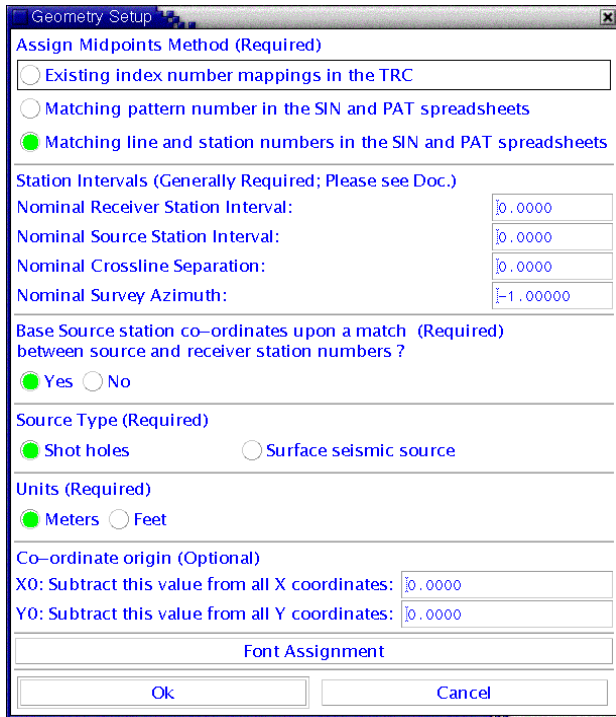 Geometry Setup
Assign Midpoints Method (Required)
Existing index number mappings in the TRC
Matching pattern number in the SIN and PAT spreadsheets
Matching line and station numbers in the SIN and PAT spreadsheets
Station Intervals (Generally Required; Please see Doc.)
Nominal Receiver Station Interval: 0.0000
Nominal Source Station Interval: 0.0000
Nominal Crossline Separation: 0.0000
Nominal Survey Azimuth: -1.00000
Base Source station co-ordinates upon a match (Required)
between source and receiver station numbers ?
Yes No
Source Type (Required)
Shot holes Surface seismic source
Units (Required)
Meters Feet
Co-ordinate origin (Optional)
X0: Subtract this value from all X coordinates: 0.0000
Y0: Subtract this value from all Y coordinates: 0.0000
Font Assignment
Ok Cancel